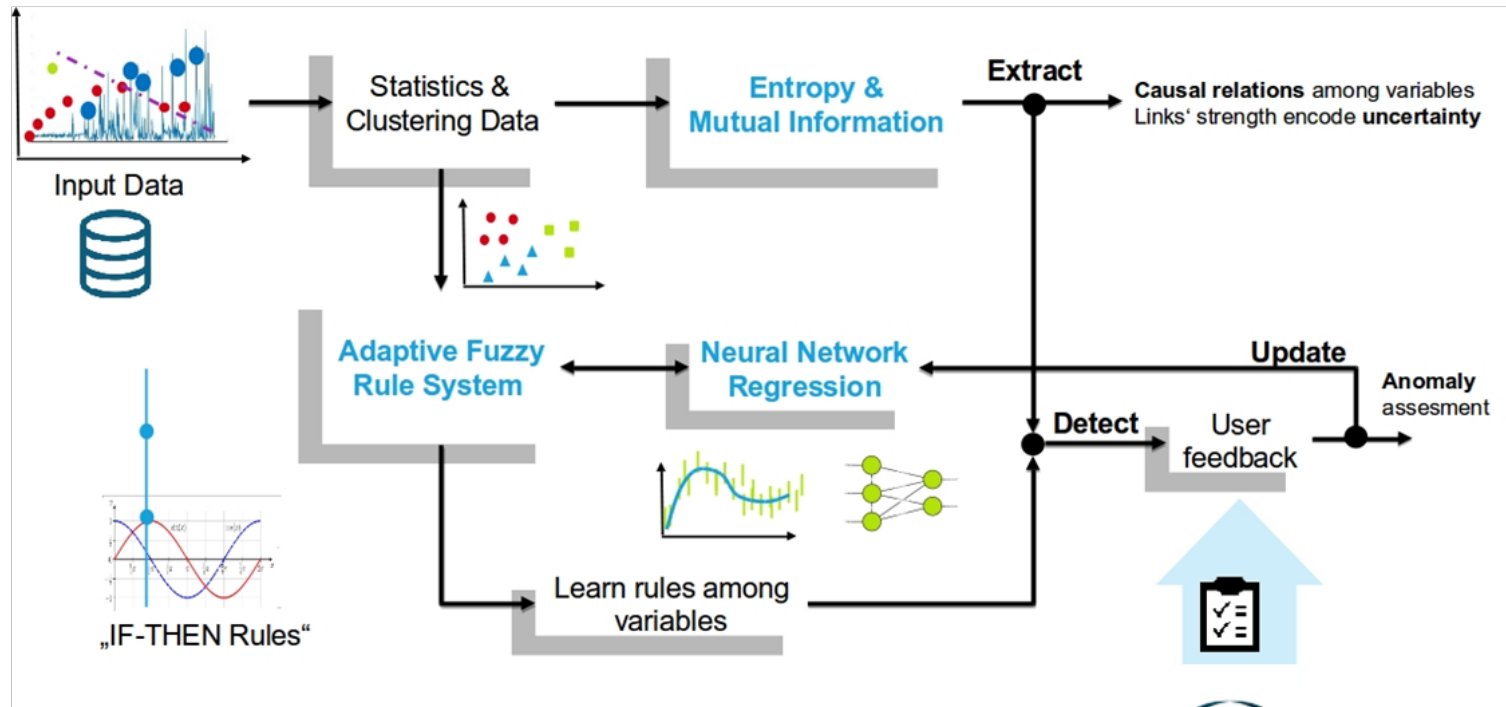 Input Data
Statistics &
Clustering Data
Entropy &
Mutual Information
Extract
Causal relations among variables
Links‘ strength encode uncertainty
Adaptive Fuzzy
Rule System
Neural Network
Regression
Update
Anomaly
assesment
Detect
User
feedback
Learn rules among
variables
„IF-THEN Rules“